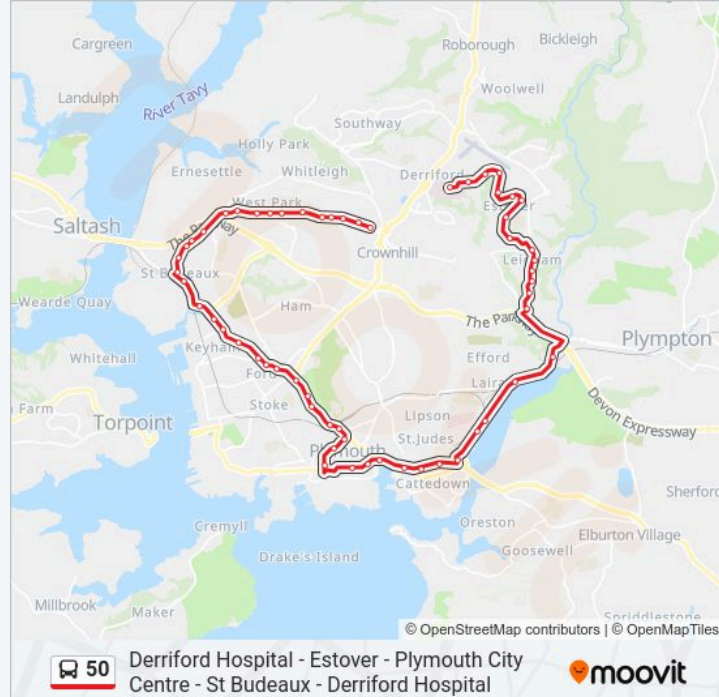 Cargreen
Bickleigh
Roborough
Landulph
River Tavy
Woolwell
Southway
Holly Park
Ernesettle
Whitleigh
Derriford
West Park
Estover
Saltash
Crownhill
Leigham
St Budeaux
Wearde Quay
Ham
The Parkway
Plympton
Whitehall
Keyham
Efford
Ford
Laira
Farm
Stoke
Torpoint
Lipson
Devon Expressway
Plymouth
St.Judes
Cattedown
Sherford
Cremyll
Oreston
Elburton Village
Drake's Island
Goosewell
Millbrook
Maker
Spriddlestone
© OpenStreetMap contributors | © OpenMapTiles
50
Derriford Hospital - Estover - Plymouth City
Centre - St Budeaux - Derriford Hospital
moovit